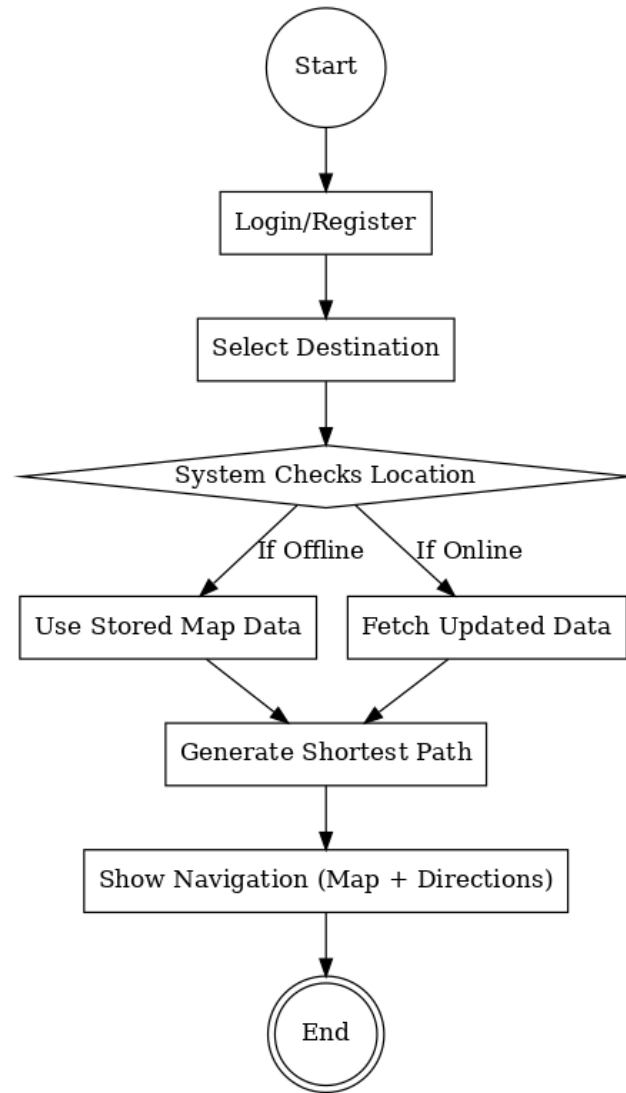 Start
Login/Register
Select Destination
System Checks Location
If Offline
If Online
Use Stored Map Data
Fetch Updated Data
Generate Shortest Path
Show Navigation (Map + Directions)
End